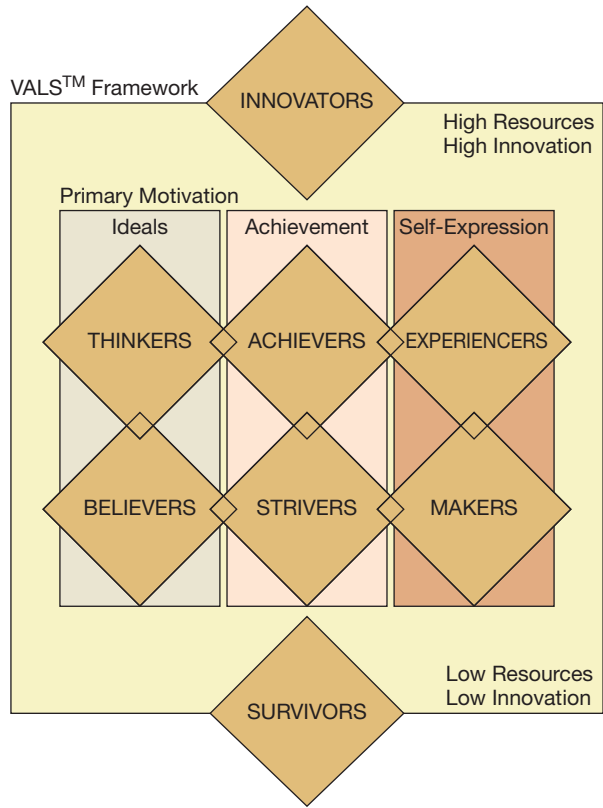 VALS™ Framework
INNOVATORS
High Resources
High Innovation
Primary Motivation
Ideals
Achievement
Self-Expression
THINKERS
ACHIEVERS
EXPERIENCERS
BELIEVERS
STRIVERS
MAKERS
Low Resources
Low Innovation
SURVIVORS